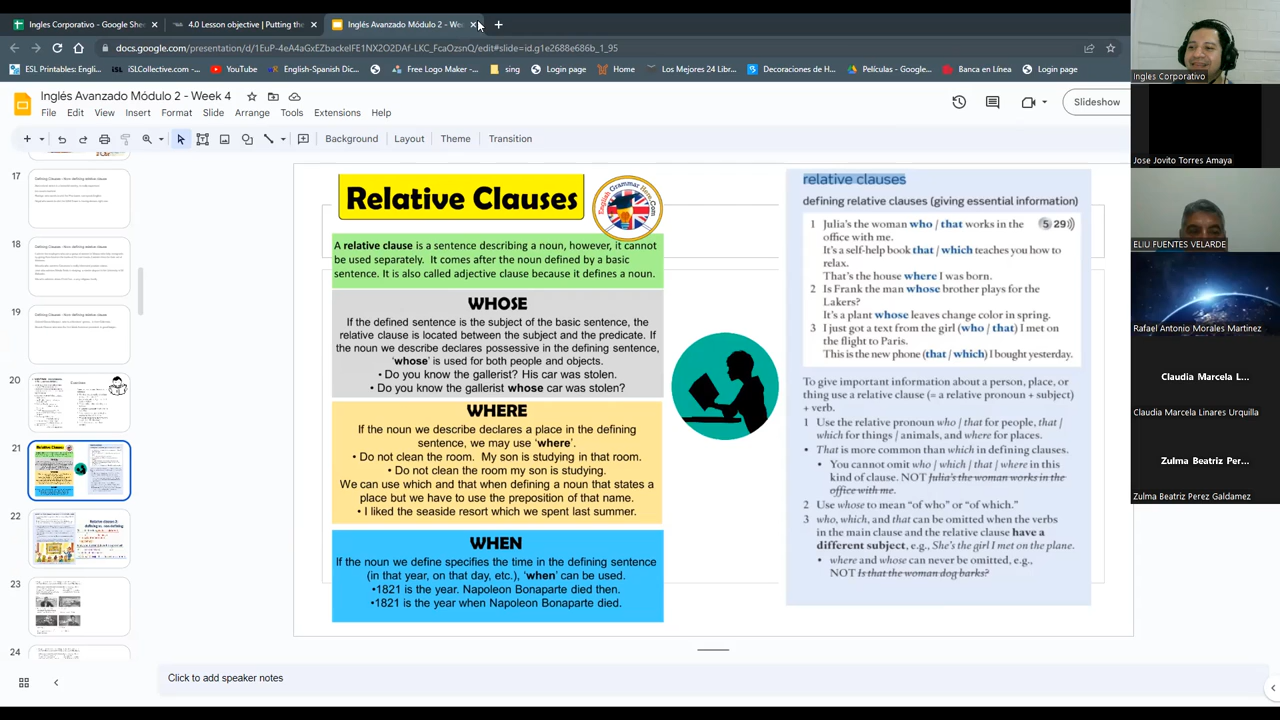 Ingles Corporativo - Google She
4.0 Lesson objective | Putting the
Inglés Avanzado Módulo 2 - We
docs.google.com/presentation/d/1EuP-4eA4aGxEZbackeIFE1NX2O2DAf-LKC_FcaOzsnQ/edit#slide=id.g1e2688e686b_1_95
ESL Printables: Engli...
iSLCollective.com -...
YouTube
English-Spanish Dic...
Free Logo Maker -...
Log
Login page
Home
Los Mejores 24 Libr...
Decoraciones de H...
Películas - Google...
Banca en Línea
Login page
Inglés Avanzado Módulo 2 - Week 4
File Edit View Insert Format Slide Arrange Tools Extensions Help
Slideshow
Background Layout Theme Transition
17
18
19
20
21
22
23
24
Relative Clauses
A relative clause is a sentence describing a noun, however, it cannot
be used separately. It comes after the noun defined by a basic
sentence. It is also called adjective clause because it defines a noun.
WHOSE
If the defined sentence is the subject of the basic sentence, the
relative clause is located between the subject and the predicate. If
the noun we describe declares possessive in the defining sentence,
'whose' is used for both people and objects.
• Do you know the gallerist? His car was stolen.
• Do you know the gallerist whose car was stolen?
WHERE
If the noun we describe declares a place in the defining
sentence, we may use 'where'.
• Do not clean the room. My son is studying in that room.
• Do not clean the room my son is studying.
We can use which and that when defining a noun that states a
place but we have to use the preposition of that name.
• I liked the seaside resort which we spent last summer.
WHEN
If the noun we define specifies the time in the defining sentence
(in that year, on that day, etc.), 'when' can be used.
•1821 is the year. Napoleon Bonaparte died then.
•1821 is the year when Napoleon Bonaparte died.
relative clauses
defining relative clauses (giving essential information)
1 Julia's the woman who / that works in the
office with me.
5 29
It's a self-help book that / which teaches you how to
relax.
That's the house where I was born.
2 Is Frank the man whose brother plays for the
Lakers?
It's a plant whose leaves change color in spring.
3 I just got a text from the girl (who / that) I met on
the flight to Paris.
This is the new phone (that / which) I bought yesterday.
To give important information about a person, place, or
thing use a relative clause (= a relative pronoun + subject)
+ verb.
1 Use the relative pronoun who / that for people, that /
which for things / animals, and where for places.
• That is more common than which in defining clauses.
• You cannot omit who / which / that / where in this
kind of clause. NOT Julia's the woman works in the
office with me.
2 Use whose to mean "of who" or "of which."
3 who, which, and that can be omitted when the verbs
in the main clause and the relative clause have a
different subject, e.g., She's the girl I met on the plane.
• where and whose can never be omitted, e.g.,
NOT Is that the woman dog barks?
Click to add speaker notes
Ingles Corporativo
Jose Jovito Torres Amaya
ELIU FUENTES VELARDE
Rafael Antonio Morales Martinez
Claudia Marcela L...
Claudia Marcela Linares Urquilla
Zulma Beatriz Per...
Zulma Beatriz Perez Galdamez